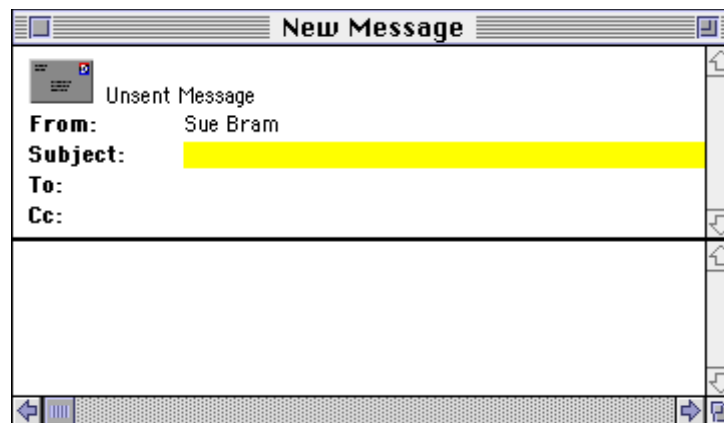 New Message
Unsent Message
From: Sue Bram
Subject:
To:
Cc: